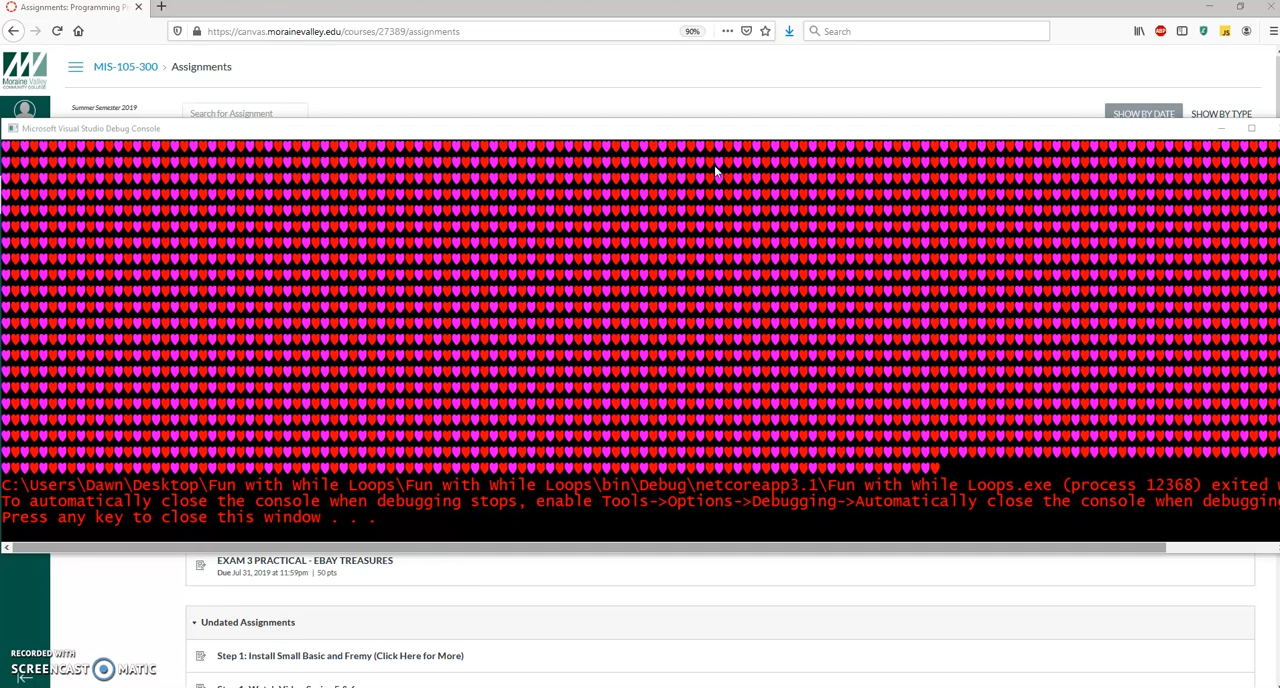 Assignments: Programming P
https://canvas.morainevalley.edu/courses/27389/assignments
90%
Search
Moraine Valley
COMMUNITY COLLEGE
MIS-105-300 > Assignments
Summer Semester 2019
Search for Assignment
SHOW BY DATE
SHOW BY TYPE
Microsoft Visual Studio Debug Console
C:\Users\Dawn\Desktop\Fun with While Loops\Fun with While Loops\bin\Debug\netcoreapp3.1\Fun with While Loops.exe (process 12368) exited w
To automatically close the console when debugging stops, enable Tools->Options->Debugging->Automatically close the console when debugging
Press any key to close this window . . .
EXAM 3 PRACTICAL - EBAY TREASURES
Due Jul 31, 2019 at 11:59pm | 50 pts
Undated Assignments
Step 1: Install Small Basic and Fremy (Click Here for More)
RECORDED WITH
SCREENCAST MATIC